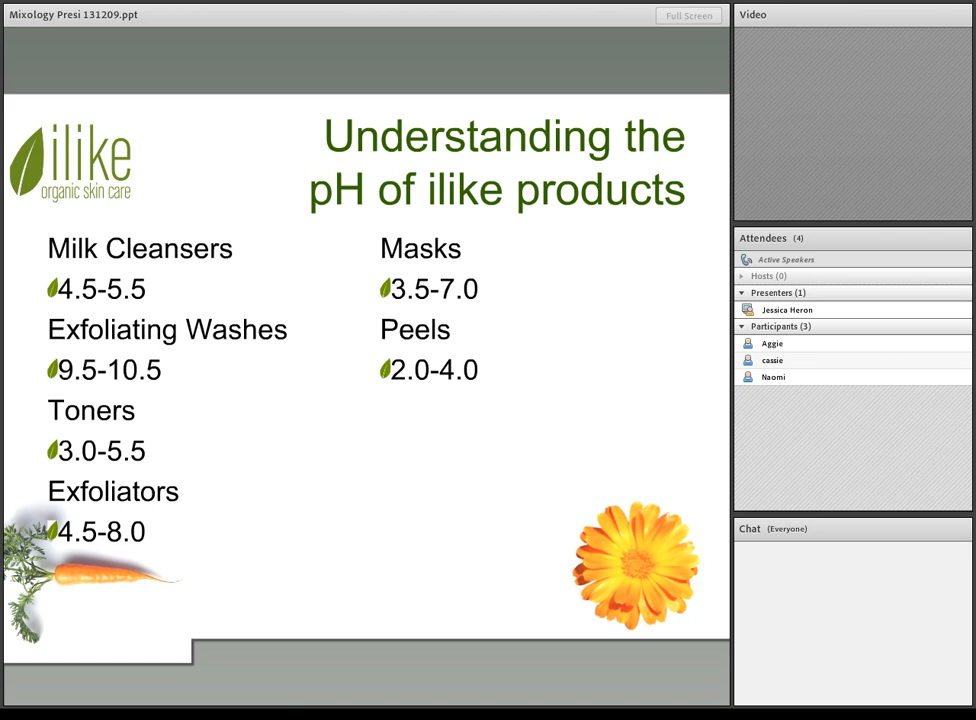 Mixology Presi 131209.ppt
Full Screen
ilike
organic skin care
Understanding the
pH of ilike products
Milk Cleansers
4.5-5.5
Exfoliating Washes
9.5-10.5
Toners
3.0-5.5
Exfoliators
4.5-8.0
Masks
3.5-7.0
Peels
2.0-4.0
Video
Attendees (4)
Active Speakers
Hosts (0)
Presenters (1)
Jessica Heron
Participants (3)
Aggie
cassie
Naomi
Chat (Everyone)